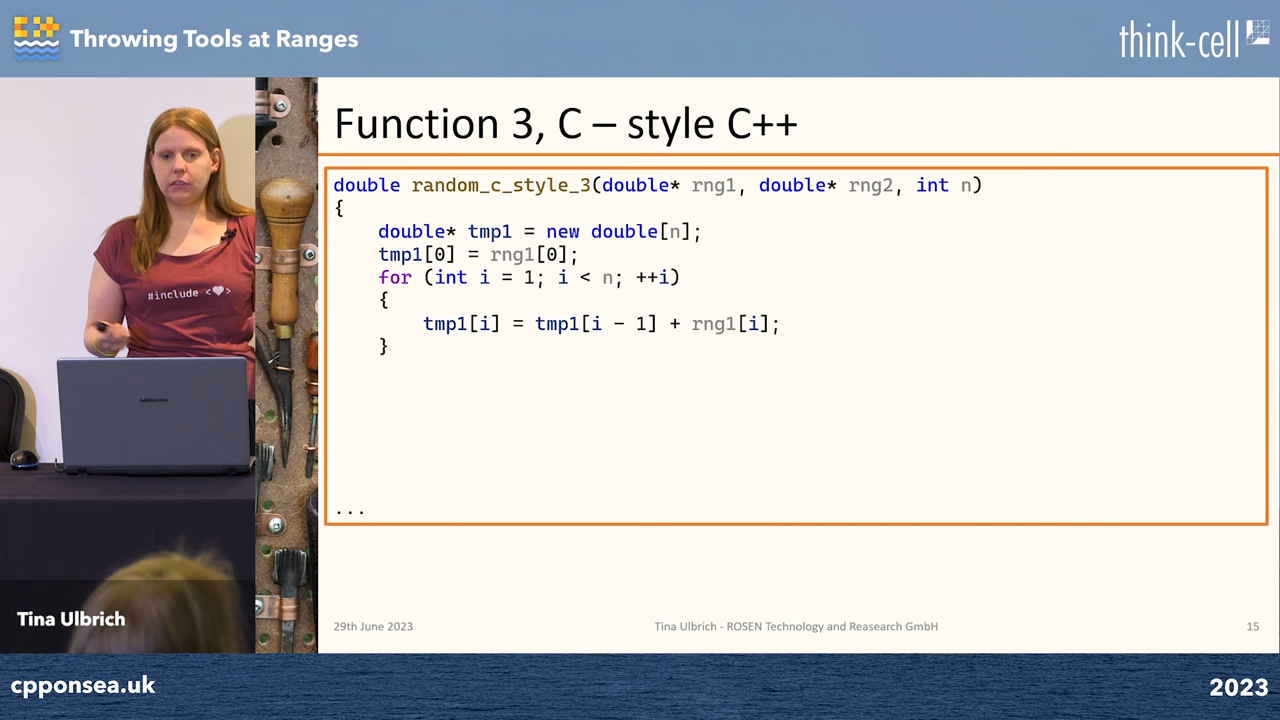 Throwing Tools at Ranges
think-cell
Function 3, C – style C++
double random_c_style_3(double* rng1, double* rng2, int n)
{
double* tmp1 = new double[n];
tmp1[0] = rng1[0];
for (int i = 1; i < n; ++i)
{
tmp1[i] = tmp1[i − 1] + rng1[i];
}
...
#include <♥>
MEDION
Tina Ulbrich
29th June 2023
Tina Ulbrich - ROSEN Technology and Reasearch GmbH
15
cpponsea.uk
2023